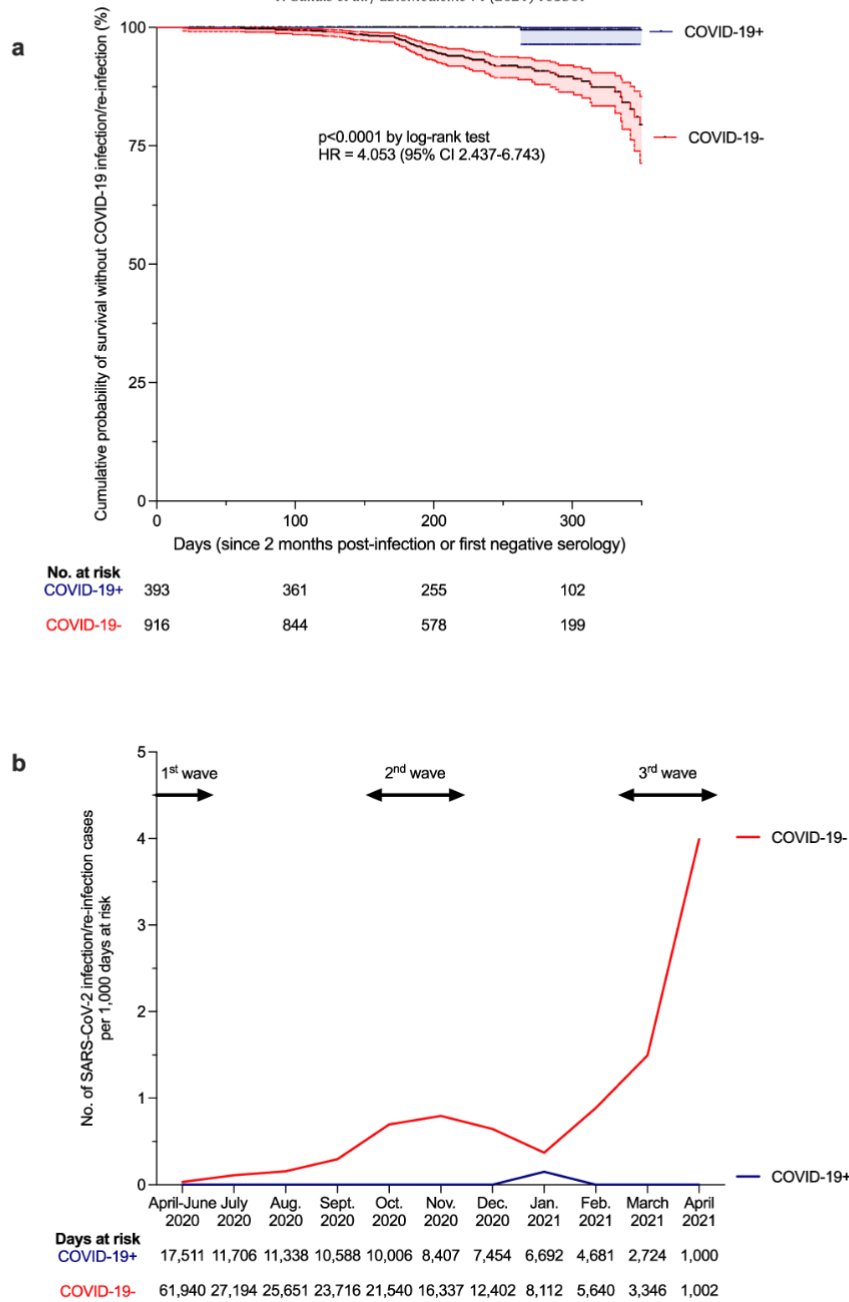 a
Cumulative probability of survival without COVID-19 infection/re-infection (%)
100
75
50
25
0
COVID-19+
COVID-19-
p<0.0001 by log-rank test
HR = 4.053 (95% CI 2.437-6.743)
0 100 200 300
Days (since 2 months post-infection or first negative serology)
No. at risk
COVID-19+ 393 361 255 102
COVID-19- 916 844 578 199
b
No. of SARS-CoV-2 infection/re-infection cases
per 1,000 days at risk
5
4
3
2
1
0
1st wave 2nd wave 3rd wave
COVID-19-
COVID-19+
April-June July Aug. Sept. Oct. Nov. Dec. Jan. Feb. March April
2020 2020 2020 2020 2020 2020 2020 2021 2021 2021 2021
Days at risk
COVID-19+ 17,511 11,706 11,338 10,588 10,006 8,407 7,454 6,692 4,681 2,724 1,000
COVID-19- 61,940 27,194 25,651 23,716 21,540 16,337 12,402 8,112 5,640 3,346 1,002